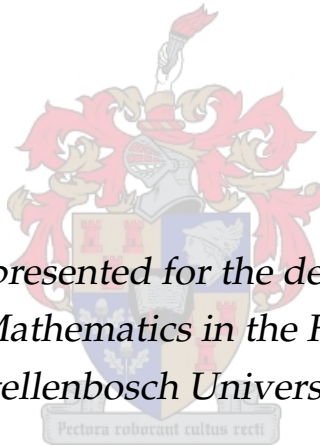 presented for the de
Mathematics in the F
ellenbosch Univers
Pectora roborant cultus recti